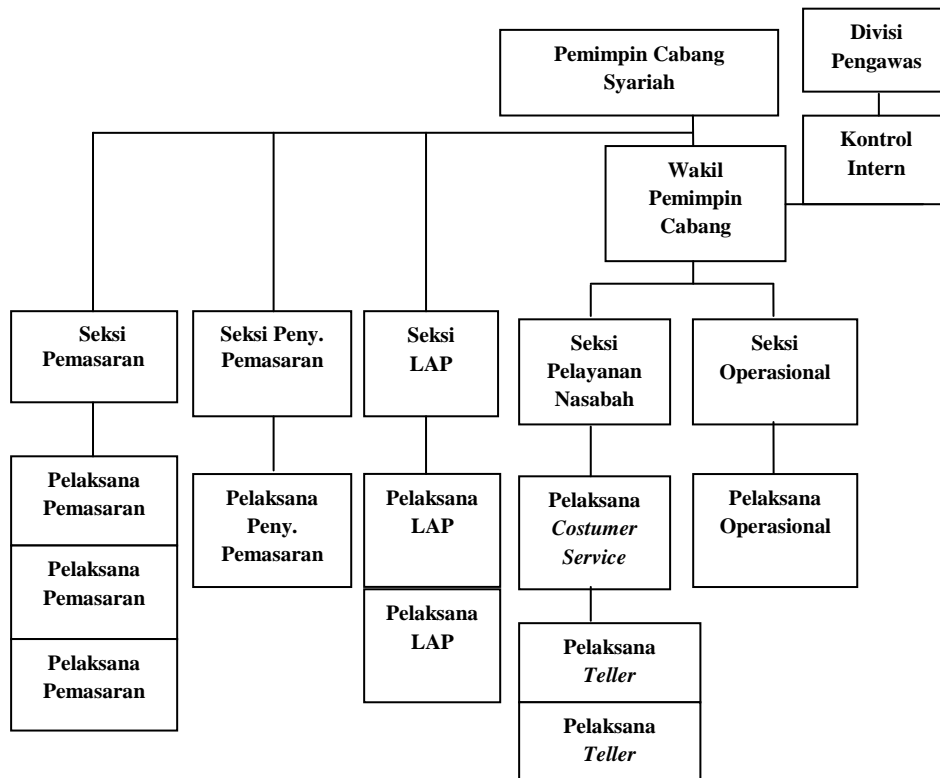 Pemimpin Cabang
Syariah
Divisi
Pengawas
Kontrol
Intern
Wakil
Pemimpin
Cabang
Seksi
Pemasaran
Seksi Peny.
Pemasaran
Seksi
LAP
Seksi
Pelayanan
Nasabah
Seksi
Operasional
Pelaksana
Pemasaran
Pelaksana
Pemasaran
Pelaksana
Pemasaran
Pelaksana
Peny.
Pemasaran
Pelaksana
LAP
Pelaksana
LAP
Pelaksana
Costumer
Service
Pelaksana
Teller
Pelaksana
Teller
Pelaksana
Operasional